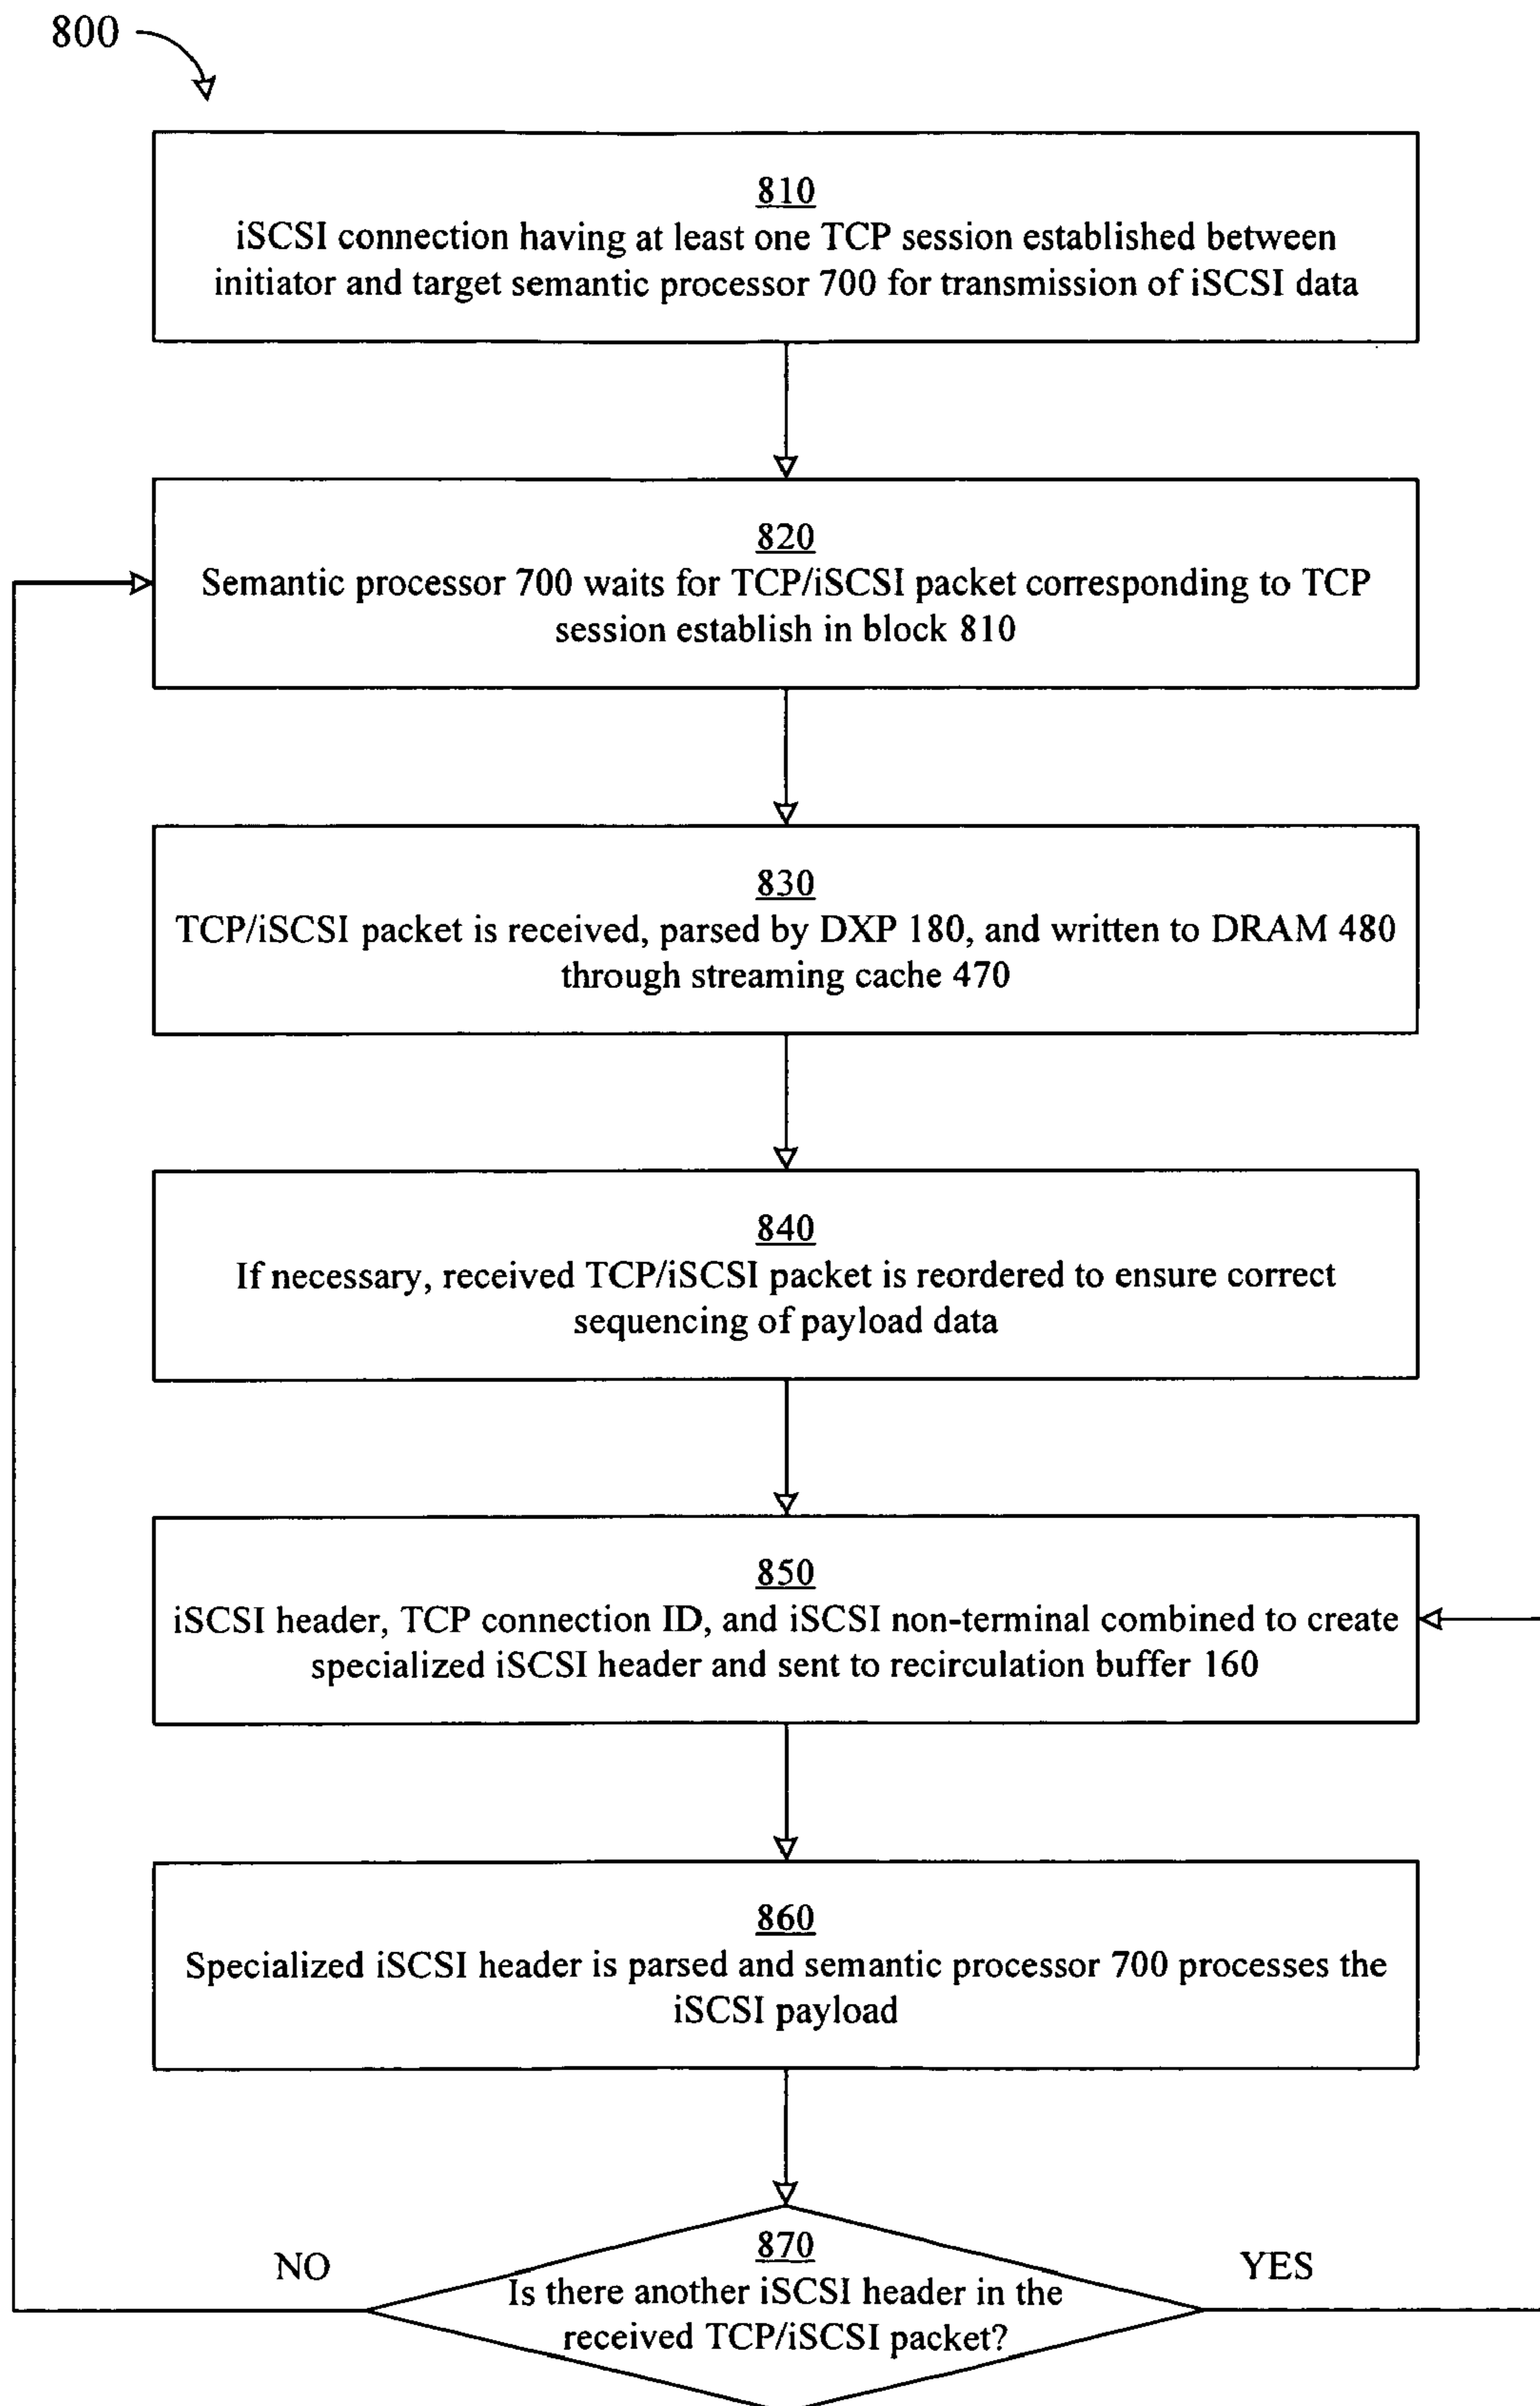 800
810
iSCSI connection having at least one TCP session established between
initiator and target semantic processor 700 for transmission of iSCSI data
820
Semantic processor 700 waits for TCP/iSCSI packet corresponding to TCP
session establish in block 810
830
TCP/iSCSI packet is received, parsed by DXP 180, and written to DRAM 480
through streaming cache 470
840
If necessary, received TCP/iSCSI packet is reordered to ensure correct
sequencing of payload data
850
iSCSI header, TCP connection ID, and iSCSI non-terminal combined to create
specialized iSCSI header and sent to recirculation buffer 160
860
Specialized iSCSI header is parsed and semantic processor 700 processes the
iSCSI payload
870
NO
YES
Is there another iSCSI header in the
received TCP/iSCSI packet?